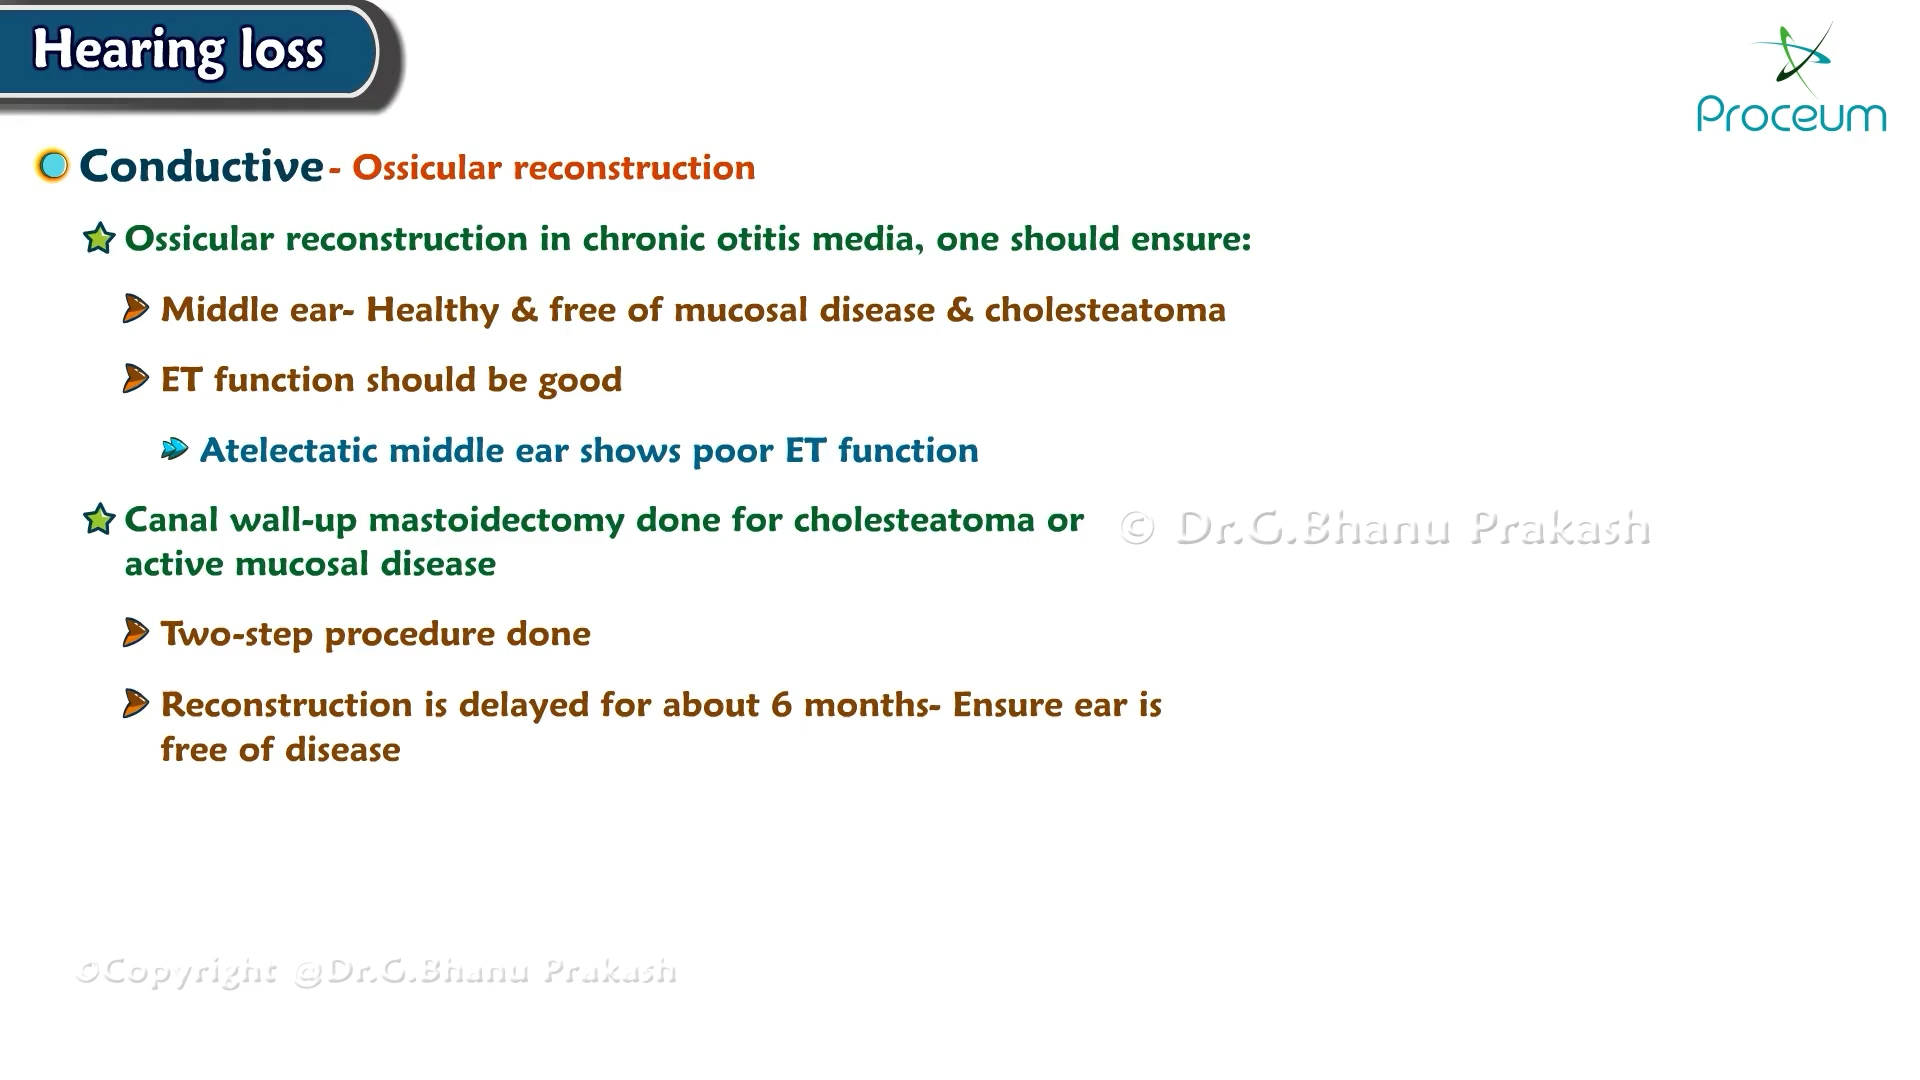 Hearing loss
Proceum
Conductive - Ossicular reconstruction
Ossicular reconstruction in chronic otitis media, one should ensure:
Middle ear- Healthy & free of mucosal disease & cholesteatoma
ET function should be good
Atelectatic middle ear shows poor ET function
Canal wall-up mastoidectomy done for cholesteatoma or
active mucosal disease
© Dr.G.Bhanu Prakash
Two-step procedure done
Reconstruction is delayed for about 6 months- Ensure ear is
free of disease
©Copyright @Dr.G.Bhanu Prakash